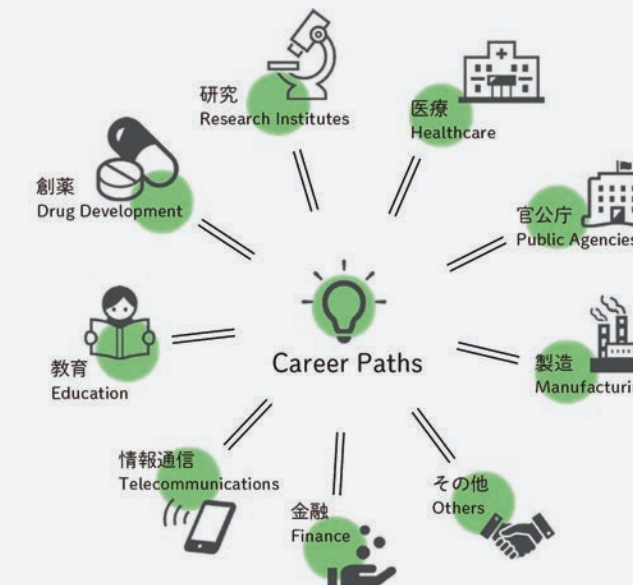 研究
Research Institutes
医療
Healthcare
創薬
Drug Development
官公庁
Public Agencies
教育
Education
Career Paths
製造
Manufacturi
情報通信
Telecommunications
金融
Finance
その他
Others